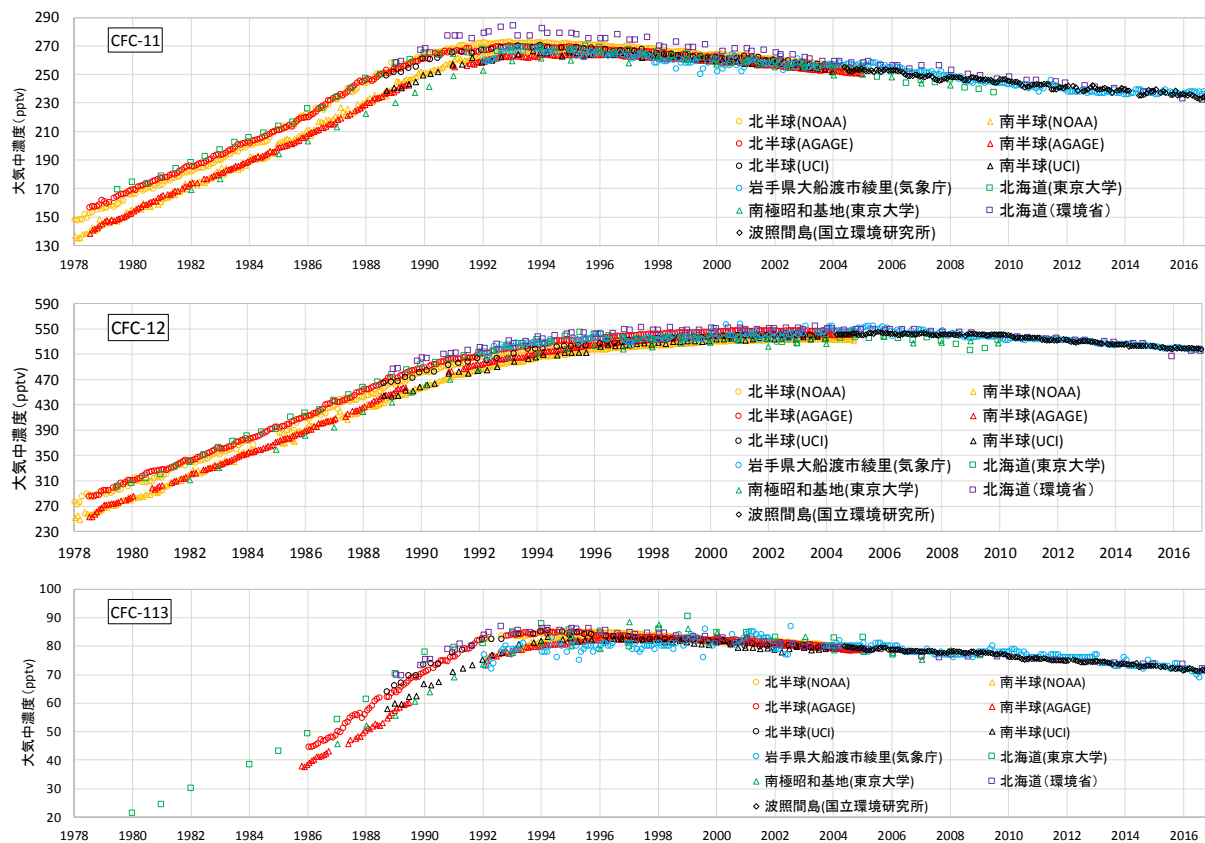 CFC-11
大気中濃度(pptv)
290
270
250
230
210
190
170
150
130
北半球(NOAA) 南半球(NOAA)
北半球(AGAGE) 南半球(AGAGE)
北半球(UCI) 南半球(UCI)
岩手県大船渡市綾里(気象庁) 北海道(東京大学)
南極昭和基地(東京大学) 北海道(環境省)
波照間島(国立環境研究所)
1978 1980 1982 1984 1986 1988 1990 1992 1994 1996 1998 2000 2002 2004 2006 2008 2010 2012 2014 2016
CFC-12
大気中濃度(pptv)
590
550
510
470
430
390
350
310
270
230
北半球(NOAA) 南半球(NOAA)
北半球(AGAGE) 南半球(AGAGE)
北半球(UCI) 南半球(UCI)
岩手県大船渡市綾里(気象庁) 北海道(東京大学)
南極昭和基地(東京大学) 北海道(環境省)
波照間島(国立環境研究所)
1978 1980 1982 1984 1986 1988 1990 1992 1994 1996 1998 2000 2002 2004 2006 2008 2010 2012 2014 2016
CFC-113
大気中濃度(pptv)
100
90
80
70
60
50
40
30
20
北半球(NOAA) 南半球(NOAA)
北半球(AGAGE) 南半球(AGAGE)
北半球(UCI) 南半球(UCI)
岩手県大船渡市綾里(気象庁) 北海道(東京大学)
南極昭和基地(東京大学) 北海道(環境省)
波照間島(国立環境研究所)
1978 1980 1982 1984 1986 1988 1990 1992 1994 1996 1998 2000 2002 2004 2006 2008 2010 2012 2014 2016